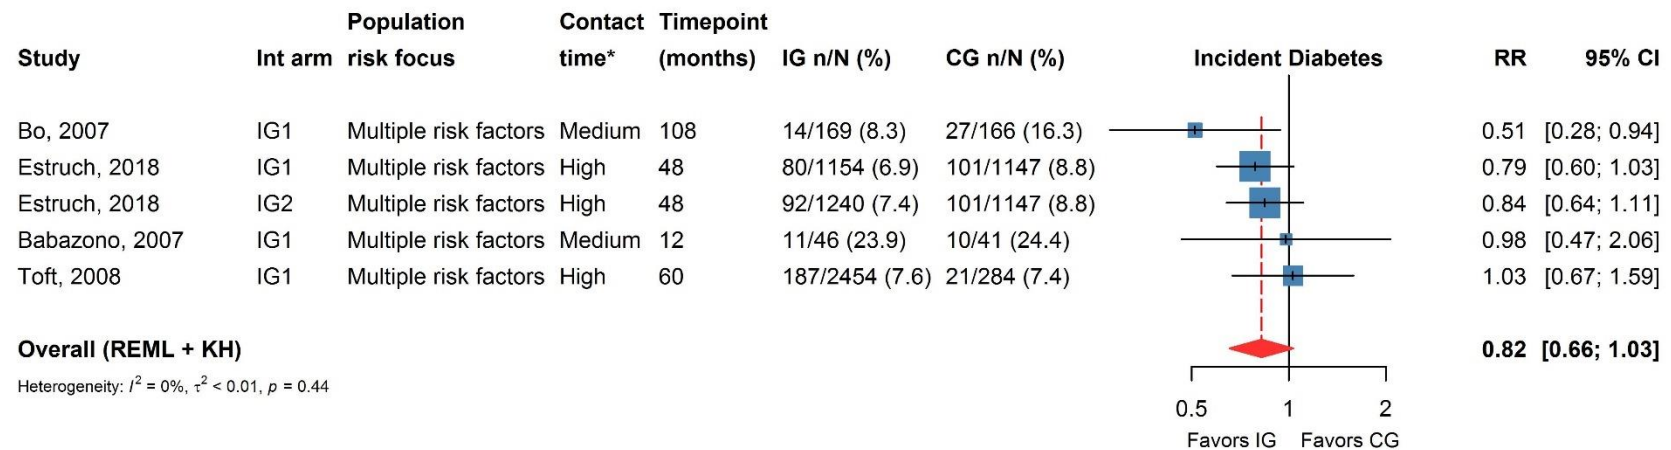 Population Contact Timepoint
Study Int arm risk focus time* (months) IG n/N (%) CG n/N (%) Incident Diabetes RR 95% CI
Bo, 2007 IG1 Multiple risk factors Medium 108 14/169 (8.3) 27/166 (16.3) 0.51 [0.28; 0.94]
Estruch, 2018 IG1 Multiple risk factors High 48 80/1154 (6.9) 101/1147 (8.8) 0.79 [0.60; 1.03]
Estruch, 2018 IG2 Multiple risk factors High 48 92/1240 (7.4) 101/1147 (8.8) 0.84 [0.64; 1.11]
Babazono, 2007 IG1 Multiple risk factors Medium 12 11/46 (23.9) 10/41 (24.4) 0.98 [0.47; 2.06]
Toft, 2008 IG1 Multiple risk factors High 60 187/2454 (7.6) 21/284 (7.4) 1.03 [0.67; 1.59]
Overall (REML + KH) 0.82 [0.66; 1.03]
Heterogeneity: I² = 0%, τ² < 0.01, p = 0.44
0.5 1 2
Favors IG Favors CG